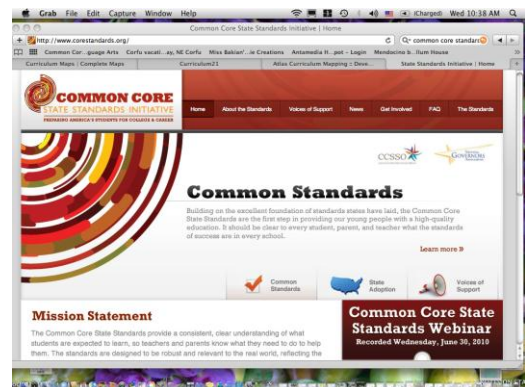 Grab File Edit Capture Window Help (Charged) Wed 10:38 AM
Common Core State Standards Initiative | Home
http://www.corestandards.org/ common core standarc
Common Cor...guage Arts Corfu vacati...ay, NE Corfu Miss Bakian'...ic Creations Antomedia H...pot - Login Mendocino b...llum House
Curriculum Maps | Complete Maps Curriculum21 Atlas Curriculum Mapping :: Deve... State Standards Initiative | Home
COMMON CORE
STATE STANDARDS INITIATIVE
PREPARING AMERICA'S STUDENTS FOR COLLEGE & CAREER
Home About the Standards Voices of Support News Get Involved FAQ The Standards
CCSSO Governors
Common Standards
Building on the excellent foundation of standards states have laid, the Common Core
State Standards are the first step in providing our young people with a high-quality
education. It should be clear to every student, parent, and teacher what the standards
of success are in every school.
Learn more »
Common
Standards
State
Adoption
Voices of
Support
Mission Statement
The Common Core State Standards provide a consistent, clear understanding of what
students are expected to learn, so teachers and parents know what they need to do to help
them. The standards are designed to be robust and relevant to the real world, reflecting the
Common Core State
Standards Webinar
Recorded Wednesday, June 30, 2010